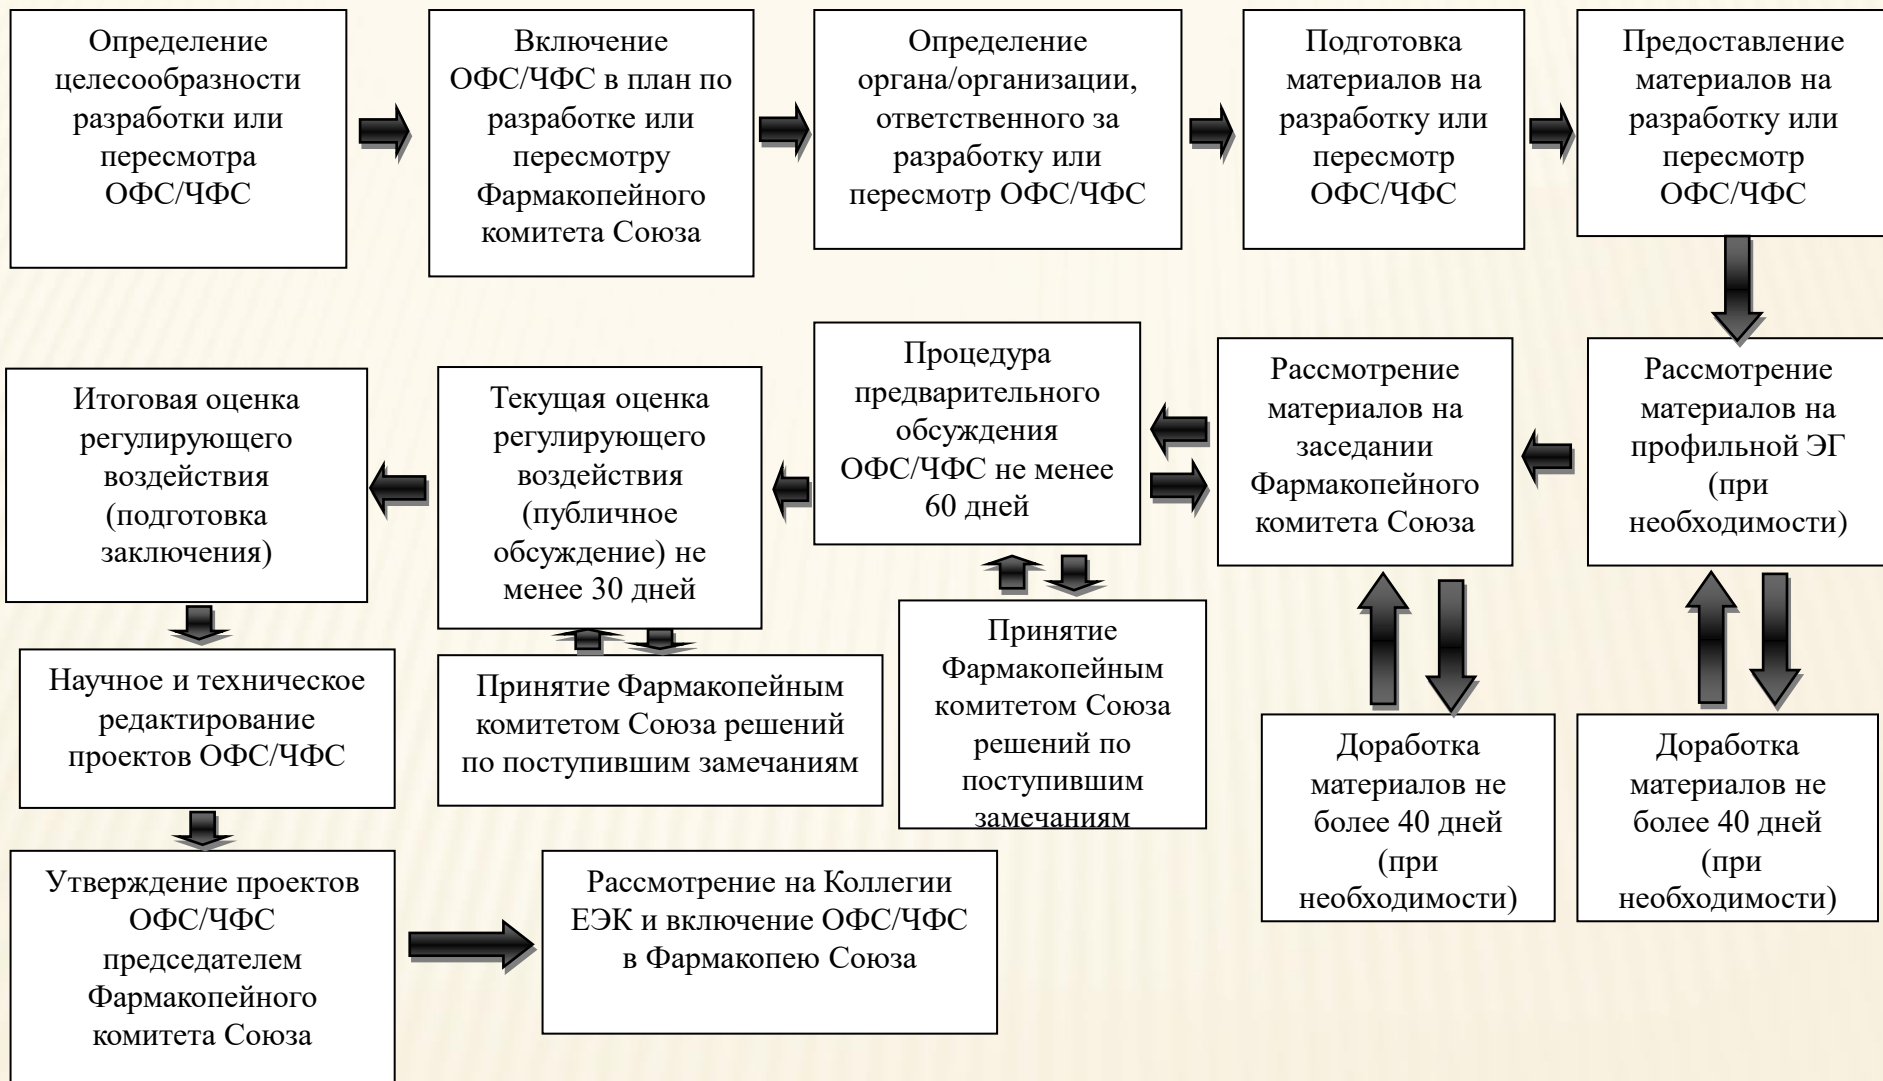 Определение
целесообразности
разработки или
пересмотра
ОФС/ЧФС
Включение
ОФС/ЧФС в план по
разработке или
пересмотру
Фармакопейного
комитета Союза
Определение
органа/организации,
ответственного за
разработку или
пересмотр ОФС/ЧФС
Подготовка
материалов на
разработку или
пересмотр
ОФС/ЧФС
Предоставление
материалов на
разработку или
пересмотр
ОФС/ЧФС
Рассмотрение
материалов на
профильной ЭГ
(при
необходимости)
Доработка
материалов не
более 40 дней
(при
необходимости)
Рассмотрение
материалов на
заседании
Фармакопейного
комитета Союза
Доработка
материалов не
более 40 дней
(при
необходимости)
Процедура
предварительного
обсуждения
ОФС/ЧФС не менее
60 дней
Принятие
Фармакопейным
комитетом Союза
решений по
поступившим
замечаниям
Текущая оценка
регулирующего
воздействия
(публичное
обсуждение) не
менее 30 дней
Принятие Фармакопейным
комитетом Союза решений
по поступившим замечаниям
Итоговая оценка
регулирующего
воздействия
(подготовка
заключения)
Научное и техническое
редактирование
проектов ОФС/ЧФС
Утверждение проектов
ОФС/ЧФС
председателем
Фармакопейного
комитета Союза
Рассмотрение на Коллегии
ЕЭК и включение ОФС/ЧФС
в Фармакопею Союза